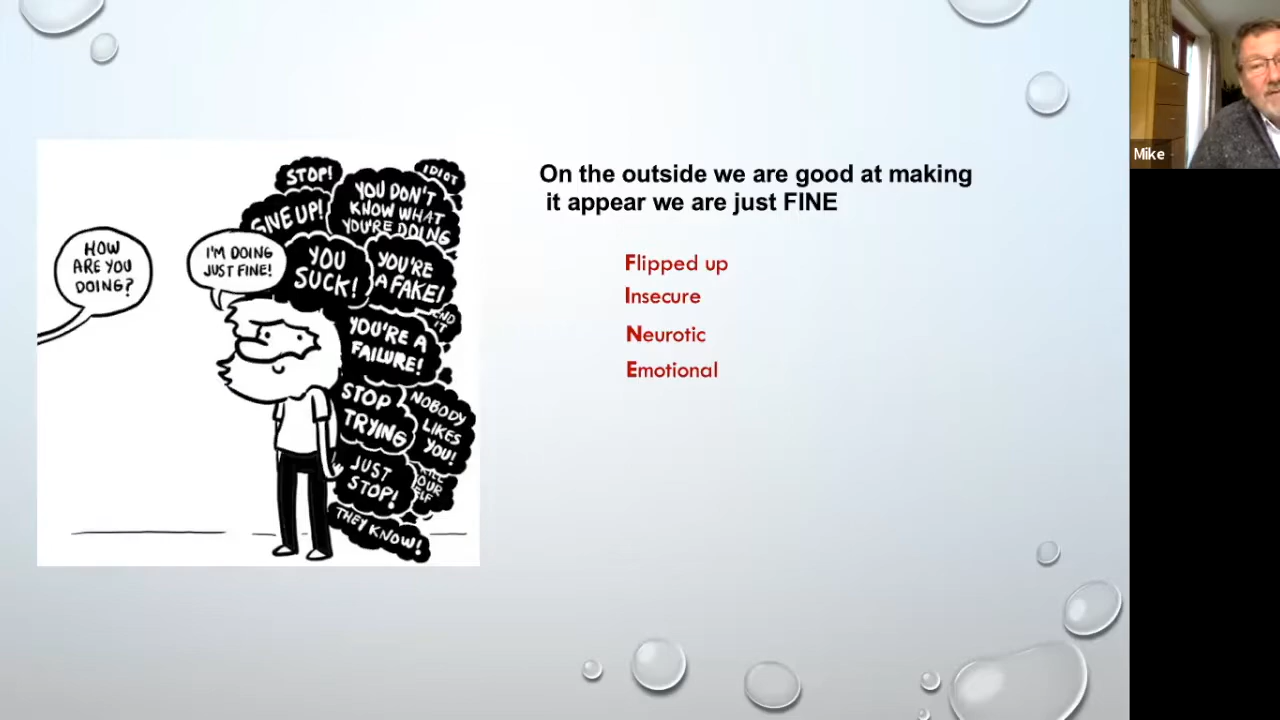 HOW
ARE YOU
DOING?
I'M DOING
JUST FINE!
STOP!
IDIOT
GIVE UP!
YOU DON'T
KNOW WHAT
YOU'RE DOING
YOU
SUCK!
YOU'RE
A FAKE!
END
IT
YOU'RE A
FAILURE!
STOP
TRYING
NOBODY
LIKES
YOU!
JUST
STOP!
THEY KNOW!
On the outside we are good at making
it appear we are just FINE
Flipped up
Insecure
Neurotic
Emotional
Mike